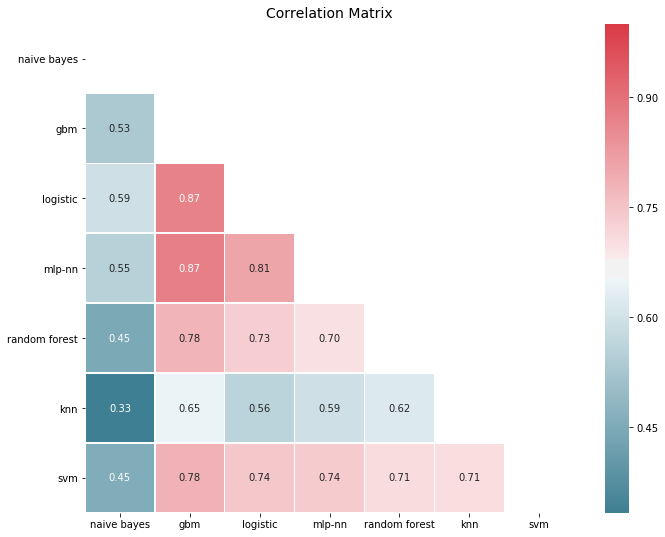 Correlation Matrix
naive bayes
gbm 0.53
logistic 0.59 0.87
mlp-nn 0.55 0.87 0.81
random forest 0.45 0.78 0.73 0.70
knn 0.33 0.65 0.56 0.59 0.62
svm 0.45 0.78 0.74 0.74 0.71 0.71
naive bayes gbm logistic mlp-nn random forest knn svm
0.90
0.75
0.60
0.45